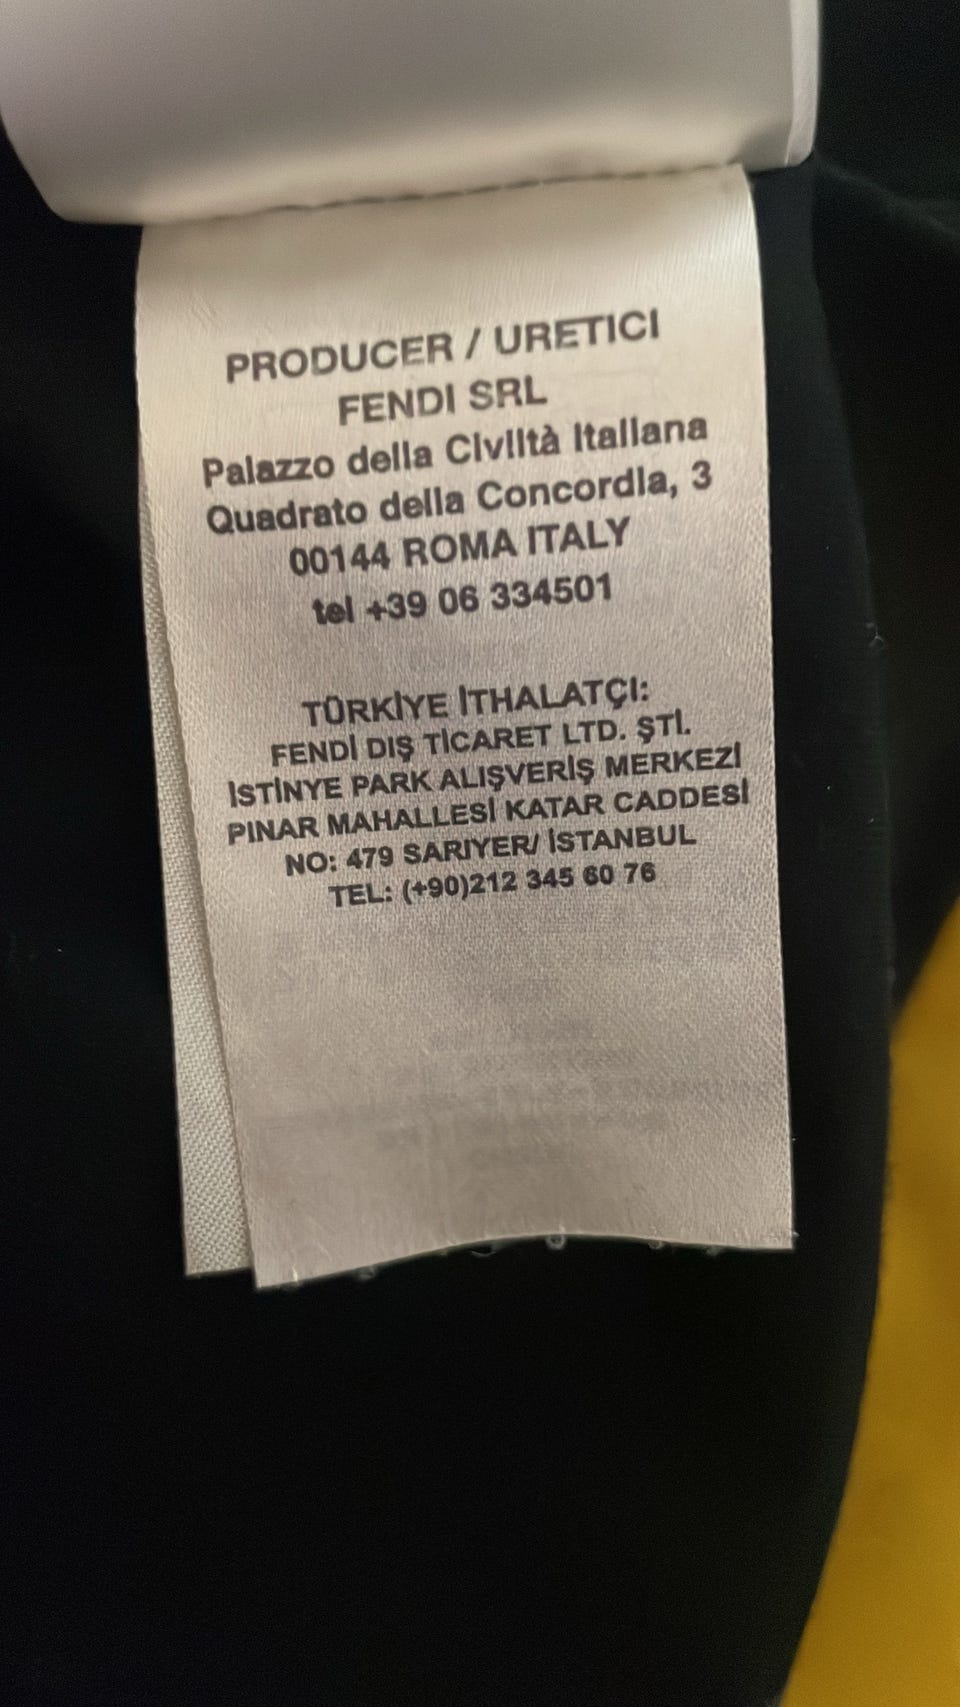 PRODUCER / URETICI
FENDI SRL
Palazzo della Civiltà Italiana
Quadrato della Concordia, 3
00144 ROMA ITALY
tel +39 06 334501
TÜRKİYE İTHALATÇI:
FENDİ DIŞ TİCARET LTD. ŞTİ.
İSTİNYE PARK ALIŞVERİŞ MERKEZİ
PINAR MAHALLESİ KATAR CADDESİ
NO: 479 SARIYER/ İSTANBUL
TEL: (+90)212 345 60 76